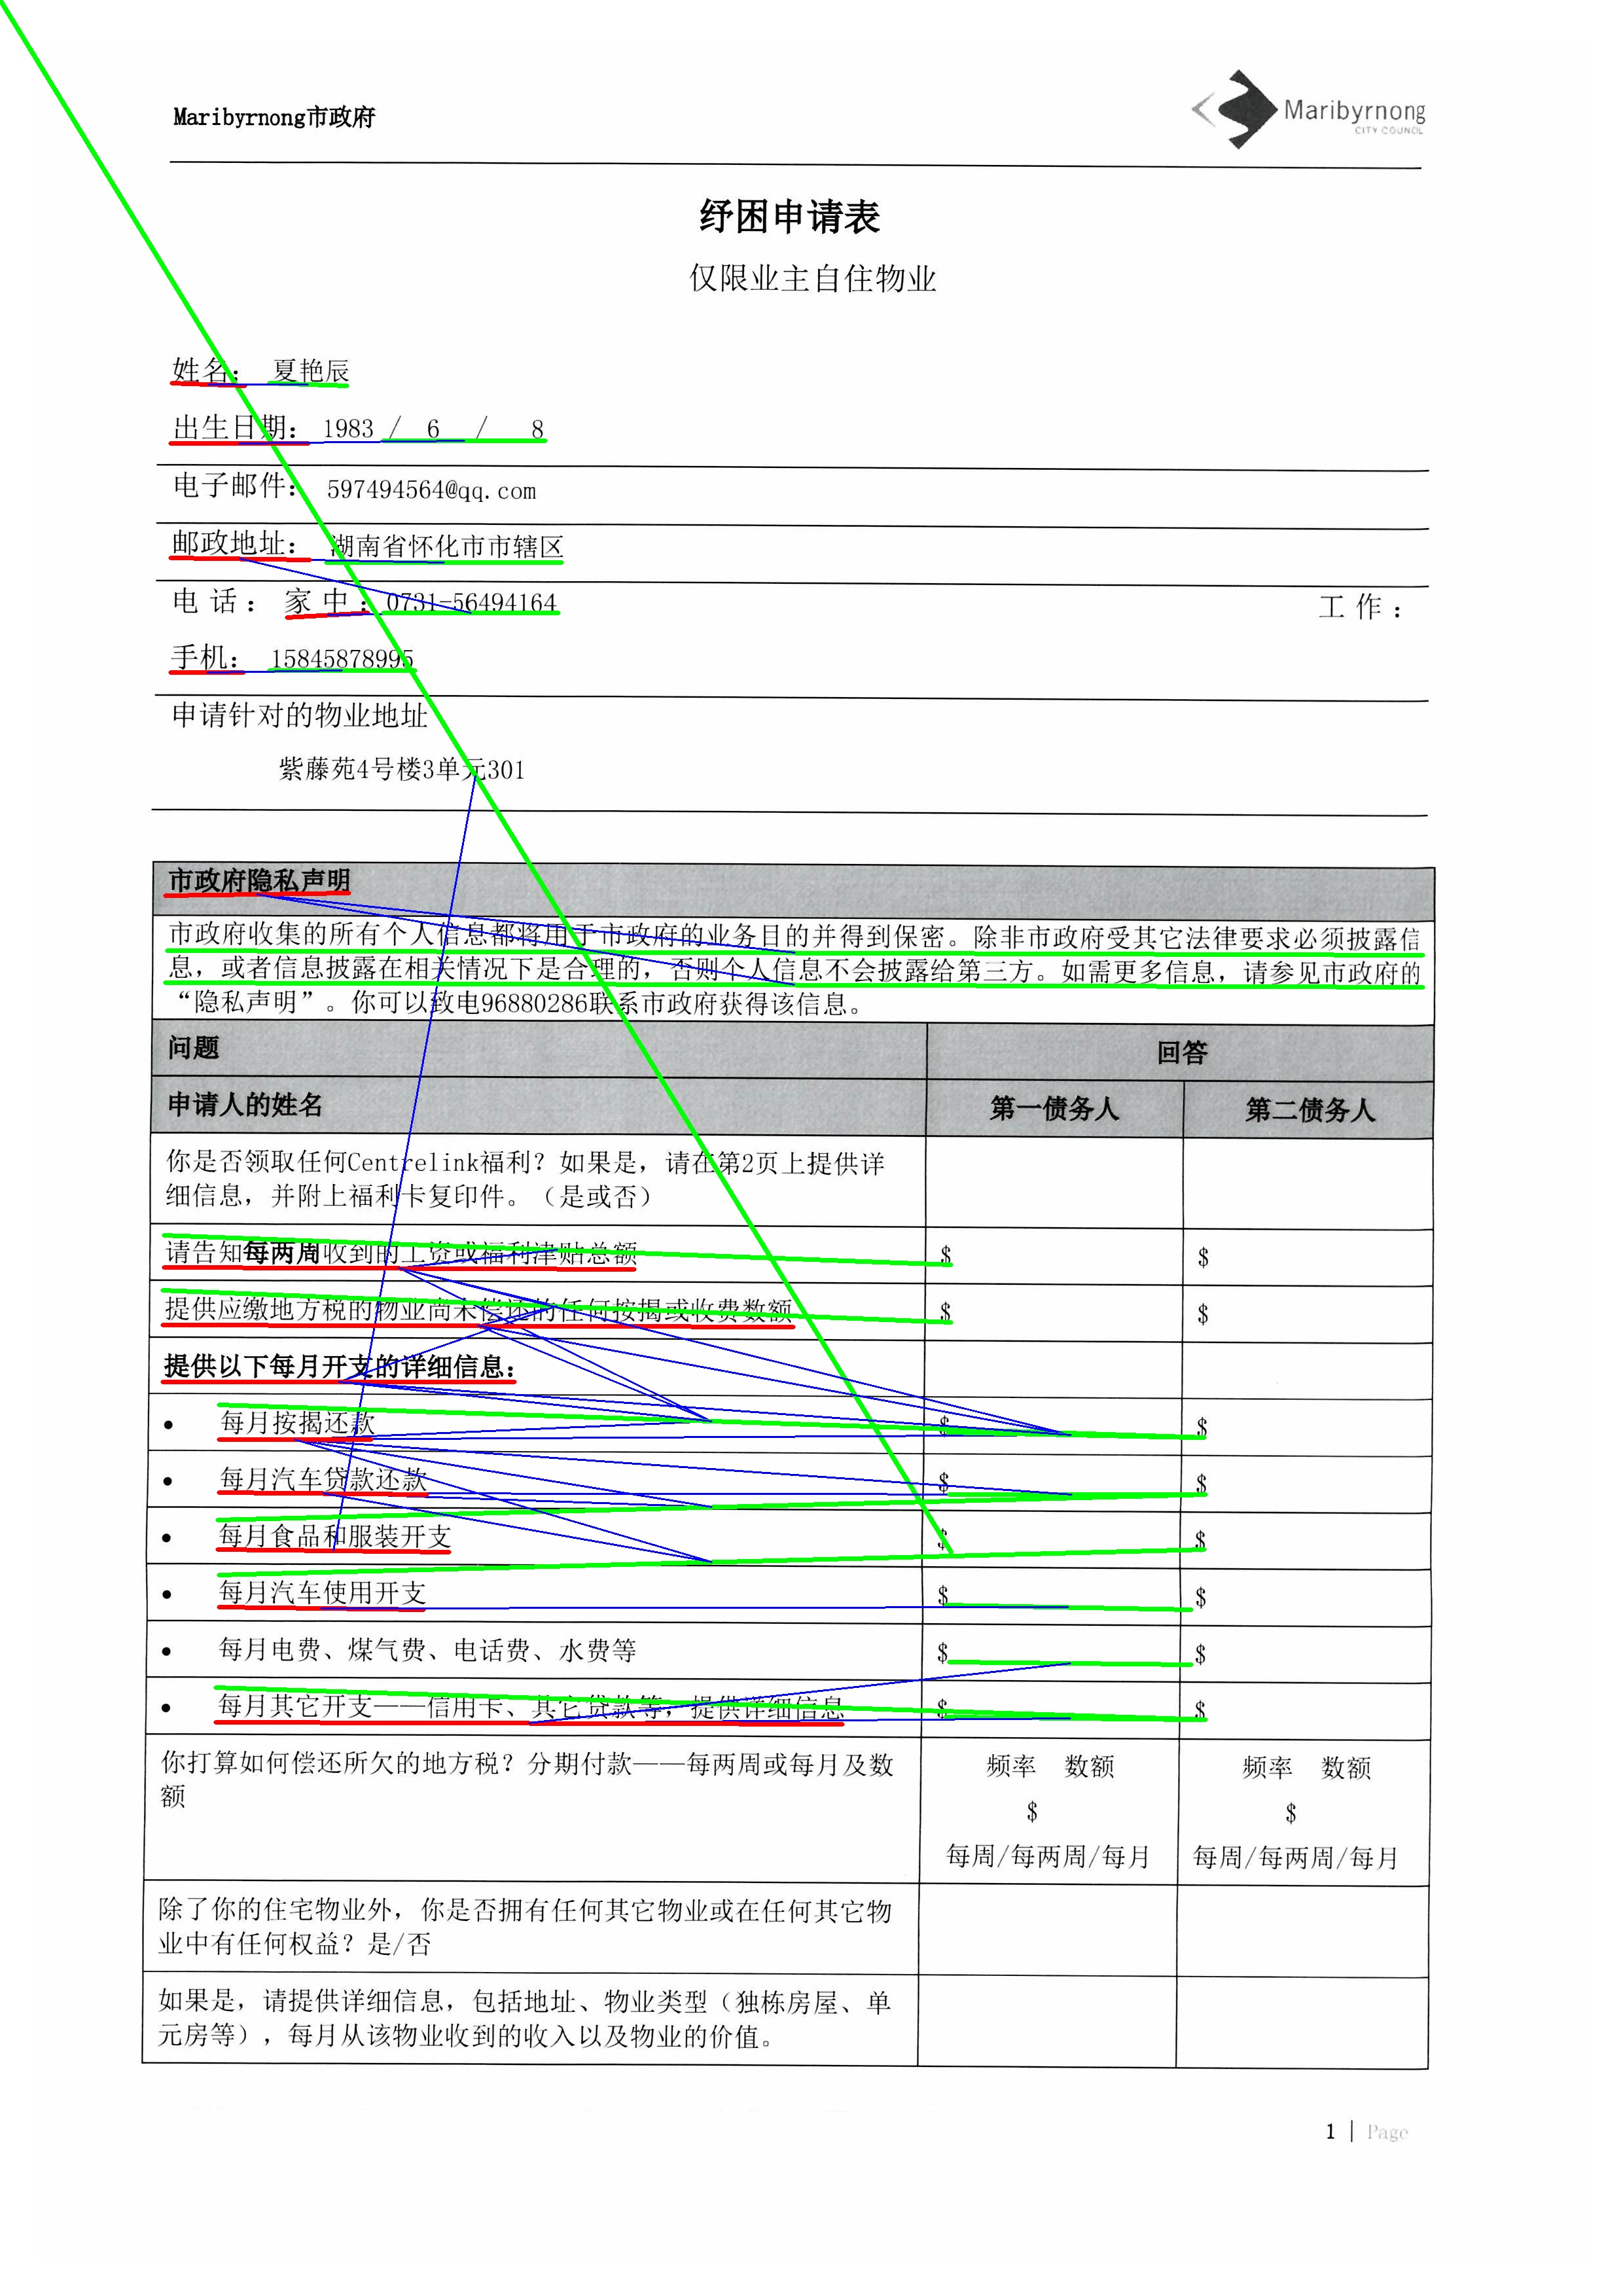 Maribyrnong市政府
Maribyrnong
CITY COUNCIL
纾困申请表
仅限业主自住物业
姓名： 夏艳辰
出生日期： 1983 / 6 / 8
电子邮件： 597494564@qq.com
邮政地址： 湖南省怀化市市辖区
电话：家中：0731-56494164 工作：
手机： 15845878995
申请针对的物业地址
紫藤苑4号楼3单元301
市政府隐私声明
市政府收集的所有个人信息都将用于市政府的业务目的并得到保密。除非市政府受其它法律要求必须披露信
息，或者信息披露在相关情况下是合理的，否则个人信息不会披露给第三方。如需更多信息，请参见市政府的
“隐私声明”。你可以致电96880286联系市政府获得该信息。
问题 回答
申请人的姓名 第一债务人 第二债务人
你是否领取任何Centrelink福利？如果是，请在第2页上提供详
细信息，并附上福利卡复印件。（是或否）
请告知每两周收到的工资或福利津贴总额 $ $
提供应缴地方税的物业尚未偿还的任何按揭或收费数额 $ $
提供以下每月开支的详细信息：
• 每月按揭还款 $ $
• 每月汽车贷款还款 $ $
• 每月食品和服装开支 $ $
• 每月汽车使用开支 $ $
• 每月电费、煤气费、电话费、水费等 $ $
• 每月其它开支——信用卡、其它贷款等，提供详细信息 $ $
你打算如何偿还所欠的地方税？分期付款——每两周或每月及数 频率 数额 频率 数额
额
$ $
每周/每两周/每月 每周/每两周/每月
除了你的住宅物业外，你是否拥有任何其它物业或在任何其它物
业中有任何权益？是/否
如果是，请提供详细信息，包括地址、物业类型（独栋房屋、单
元房等），每月从该物业收到的收入以及物业的价值。
1 | Page